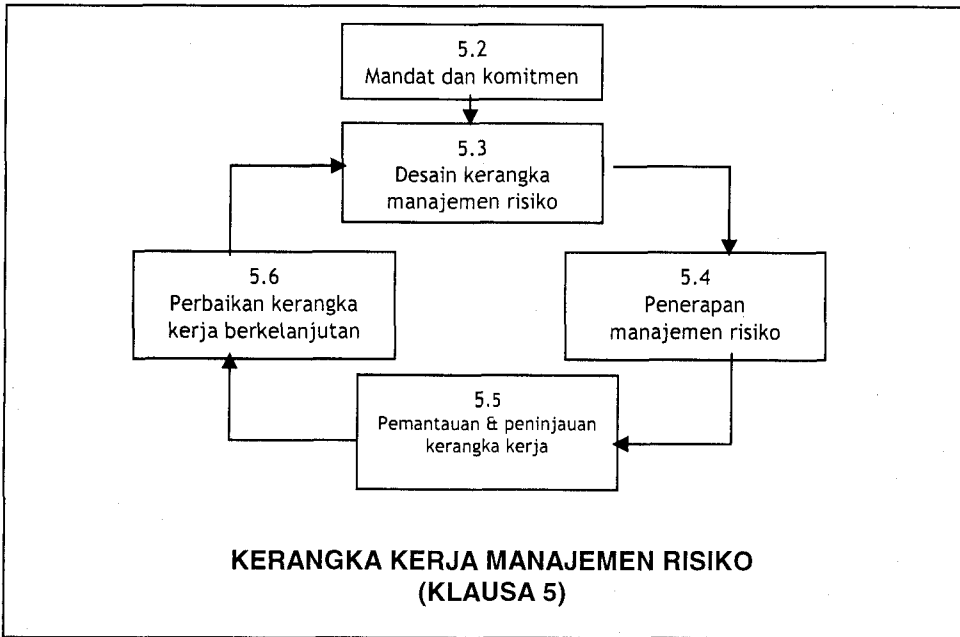 5.2
Mandat dan komitmen
5.3
Desain kerangka
manajemen risiko
5.6
Perbaikan kerangka
kerja berkelanjutan
5.4
Penerapan
manajemen risiko
5.5
Pemantauan & peninjauan
kerangka kerja
KERANGKA KERJA MANAJEMEN RISIKO
(KLAUSA 5)